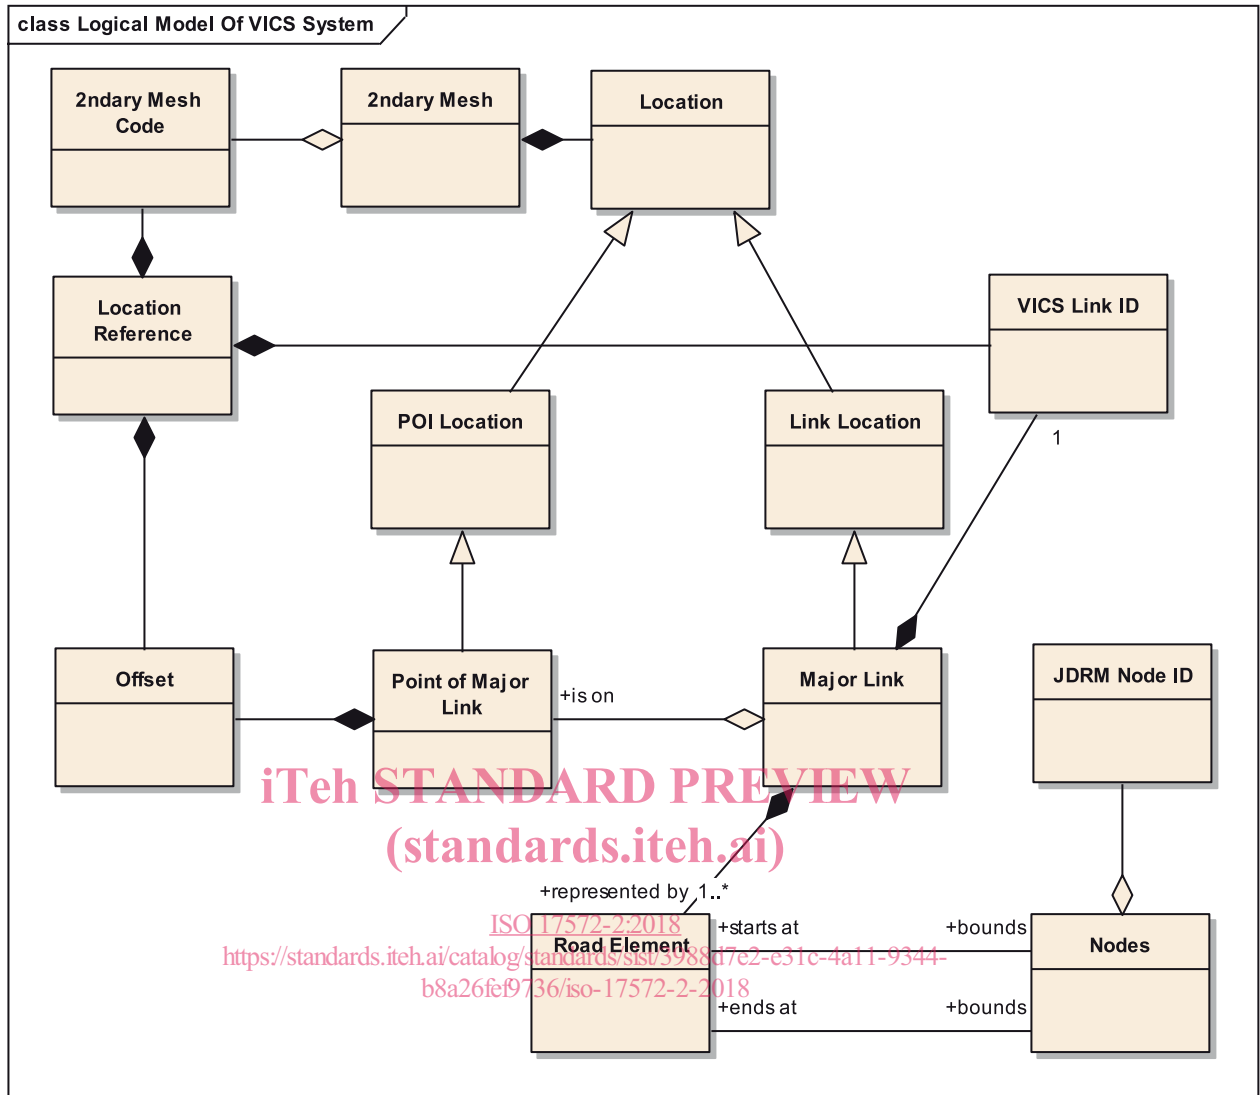 class Logical Model Of VICS System
2ndary Mesh
Code
2ndary Mesh
Location
Location
Reference
VICS Link ID
POI Location
Link Location
1
Offset
Point of Major
Link
+is on
Major Link
JDRM Node ID
iTeh STANDARD PREVIEW
(standards.iteh.ai)
+represented by 1..*
ISO 17572-2:2018
+starts at
+bounds
Road Element
Nodes
https://standards.iteh.ai/catalog/standards/sist/3988d7e2-e31c-4a11-9344-
b8a26fef9736/iso-17572-2-2018
+ends at
+bounds